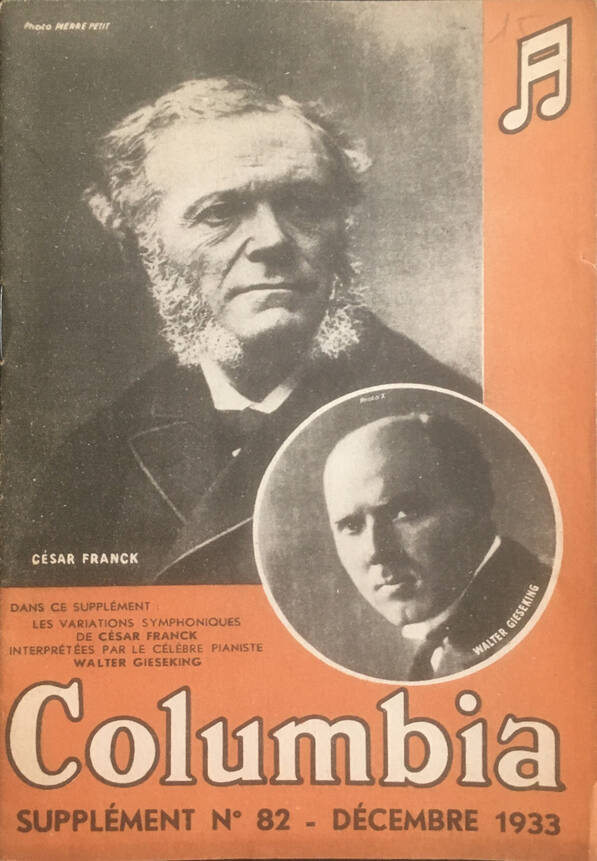 Photo PIERRE PETIT
15
Photo X
CÉSAR FRANCK
WALTER GIESEKING
DANS CE SUPPLÉMENT :
LES VARIATIONS SYMPHONIQUES
DE CÉSAR FRANCK
INTERPRÉTÉES PAR LE CÉLÈBRE PIANISTE
WALTER GIESEKING
Columbia
SUPPLÉMENT N° 82 - DÉCEMBRE 1933